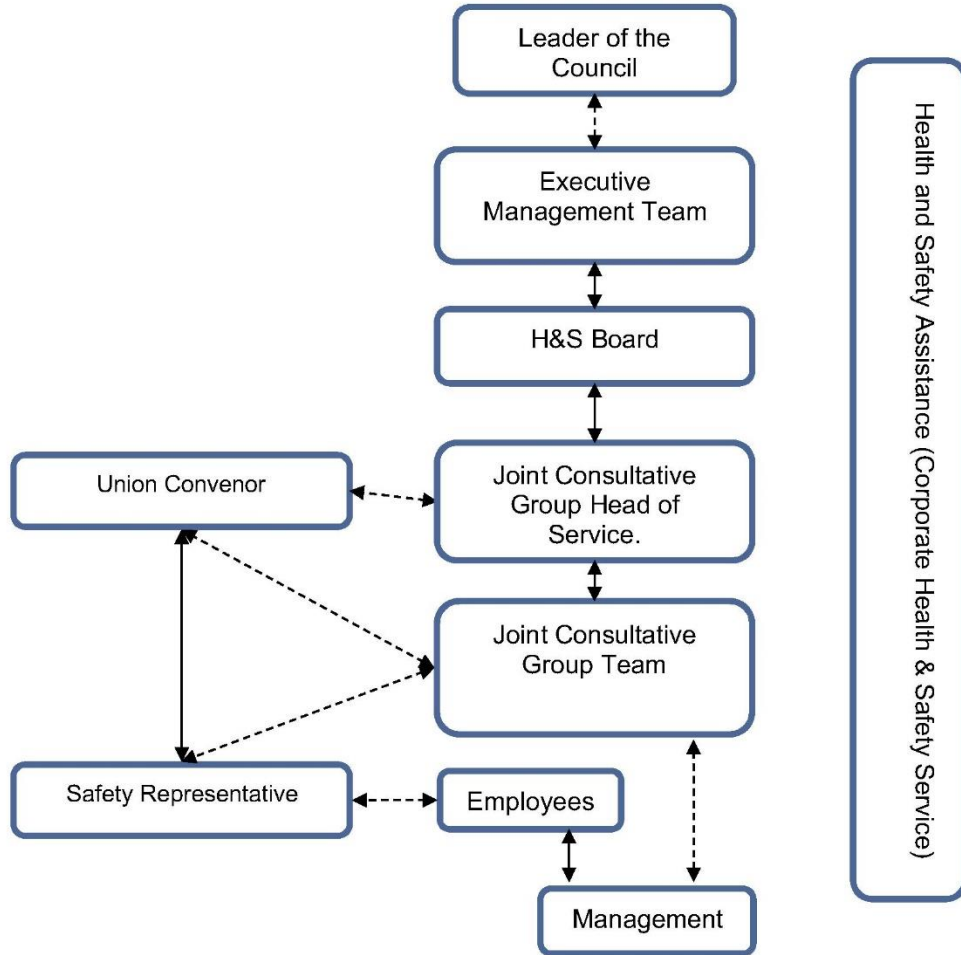 Leader of the
Council
Executive
Management Team
H&S Board
Union Convenor
Joint Consultative
Group Head of
Service.
Joint Consultative
Group Team
Safety Representative
Employees
Management
Health and Safety Assistance (Corporate Health & Safety Service)